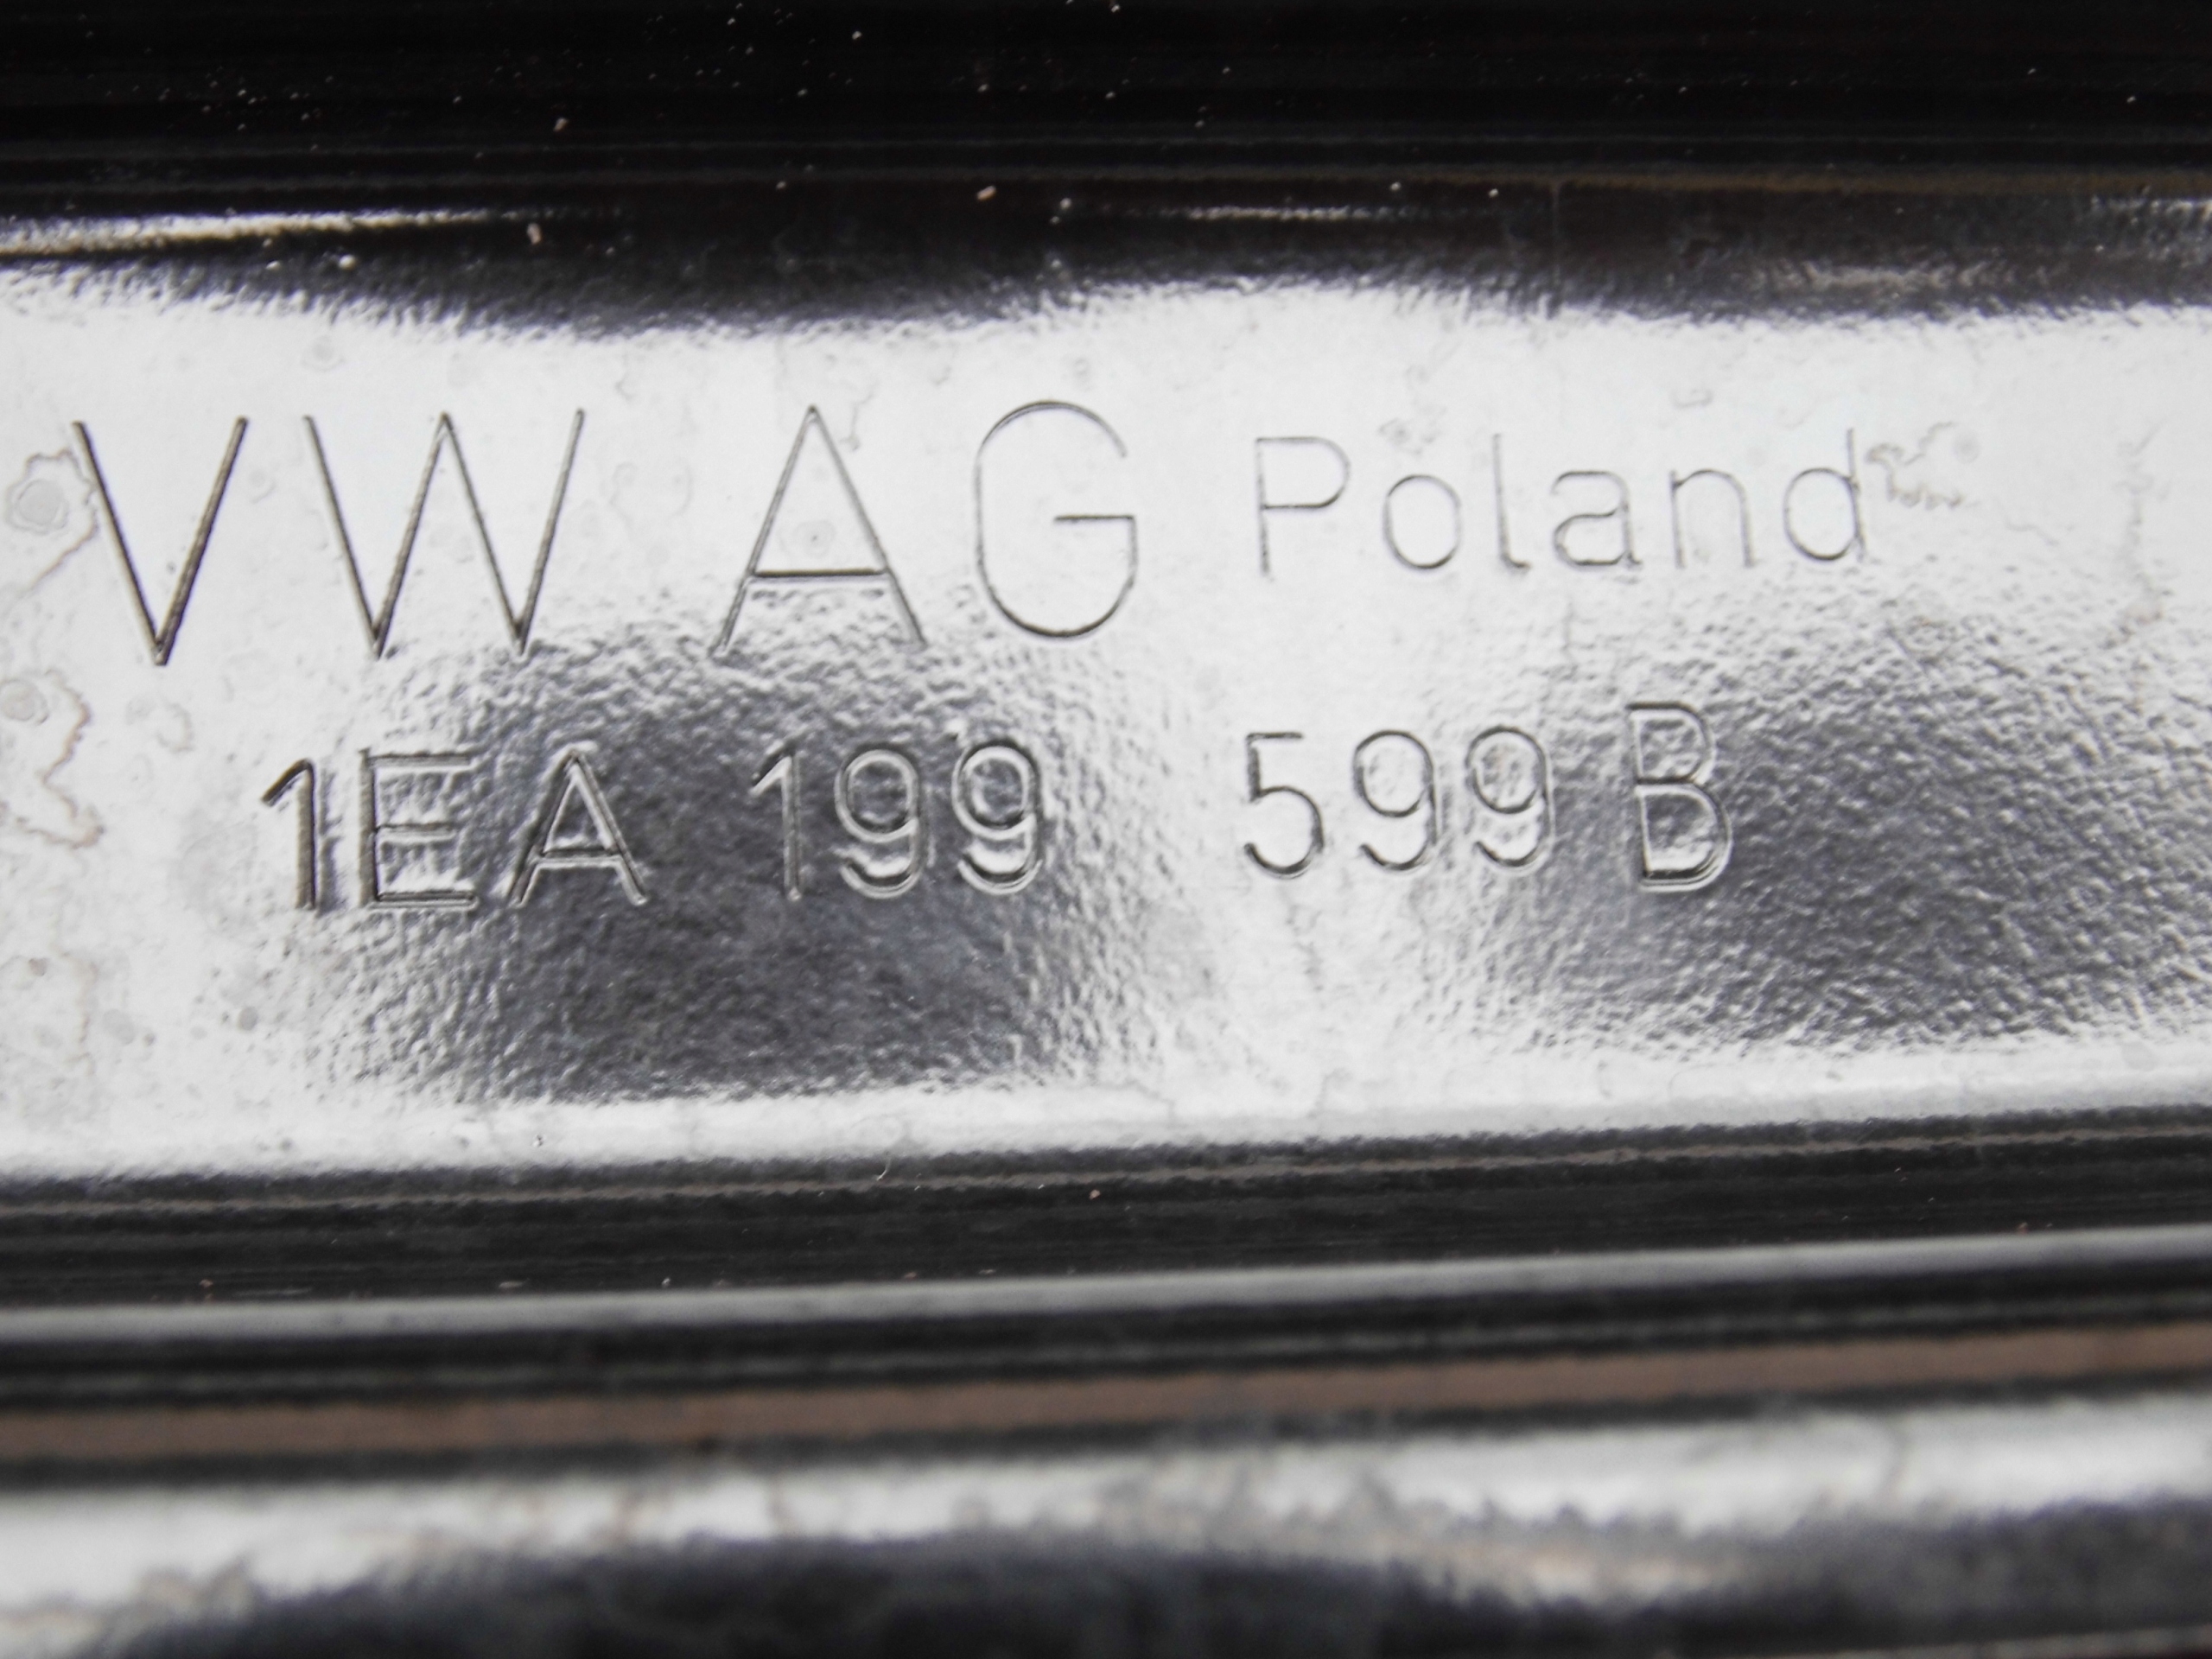 VW AG Poland
1EA 199 599 B